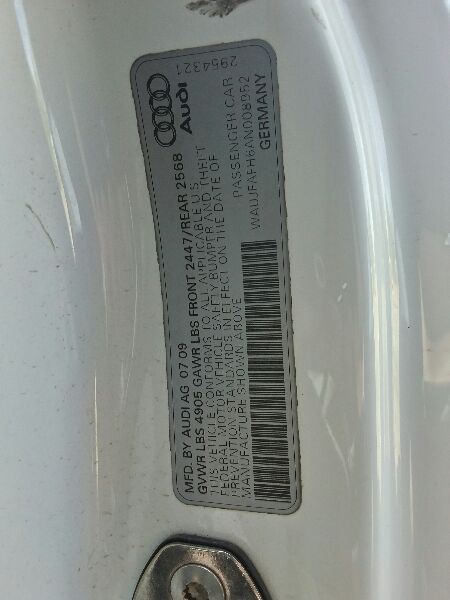 MFD. BY AUDI AG 07 09
GVWR LBS 4905 GAWR LBS FRONT 2447/REAR 2568
THIS VEHICLE CONFORMS TO ALL APPLICABLE U S
FEDERAL MOTOR VEHICLE SAFETY BUMPER AND THEFT
PREVENTION STANDARDS IN EFFECT ON THE DATE OF
MANUFACTURE SHOWN ABOVE
PASSENGER CAR
WAUJFAFH6AN008952
GERMANY
Audi
2954321